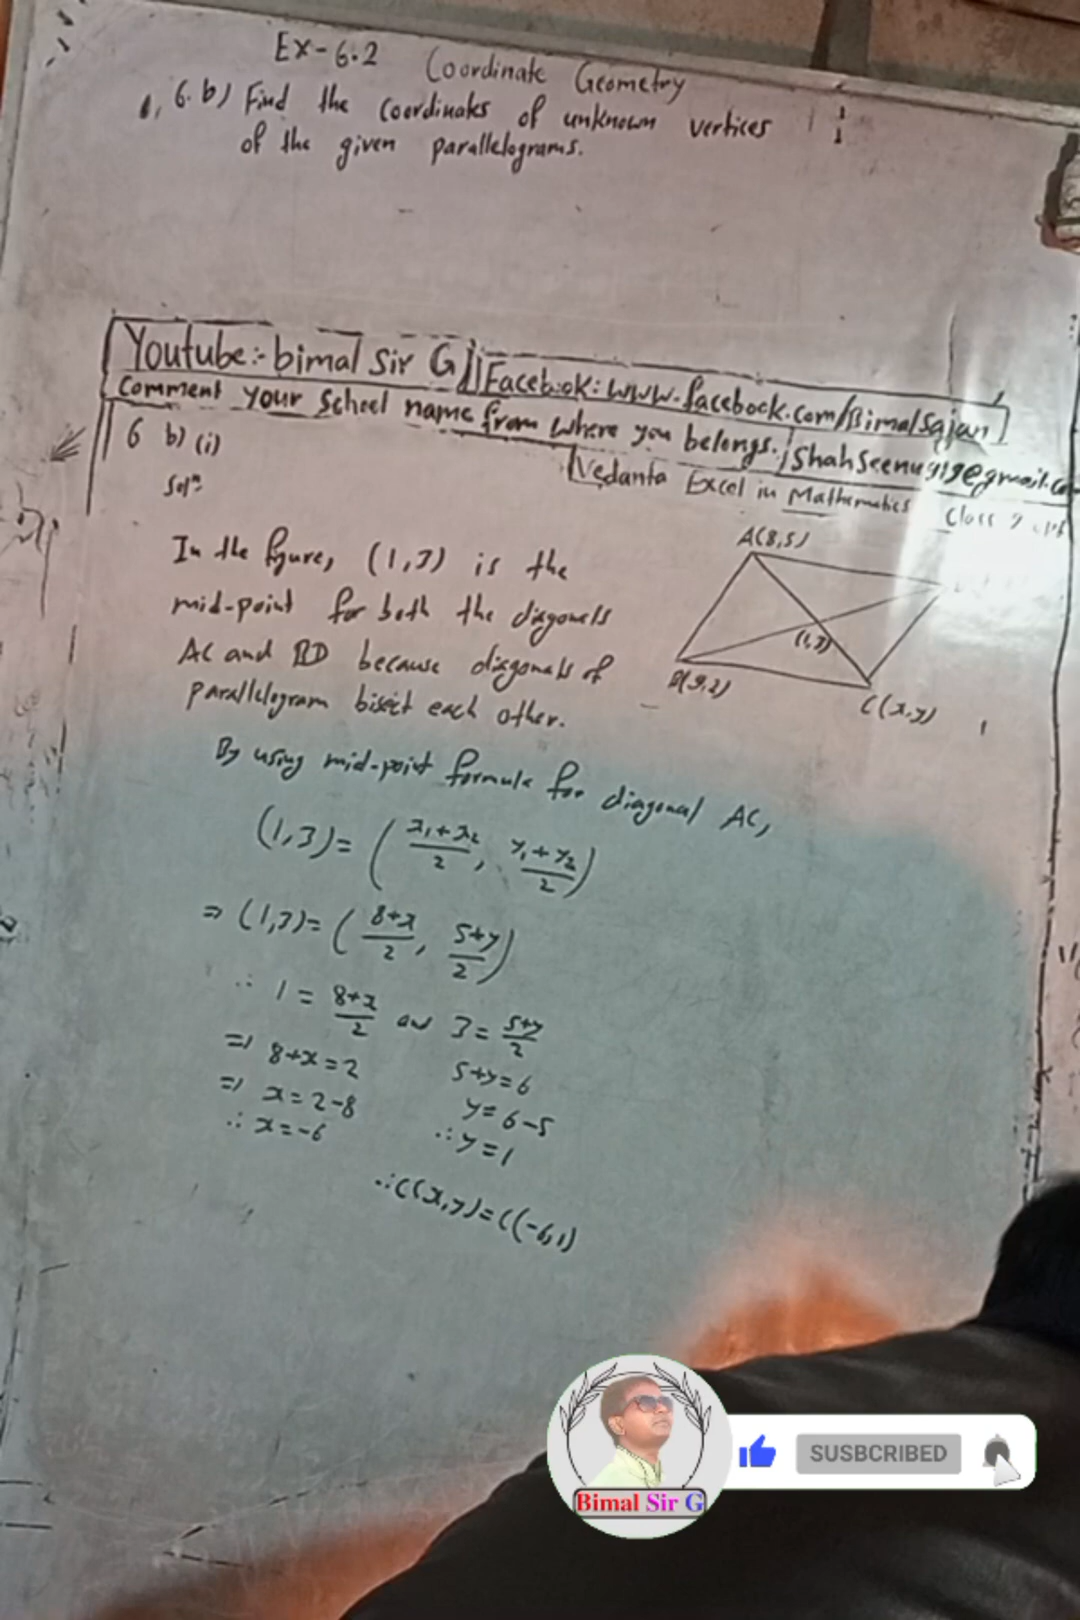 Ex-6.2 Coordinate Geometry
6. b) Find the coordinates of unknown vertices
of the given parallelograms.
Youtube:- bimal Sir G
Facebook: www.facebook.com/Bimalsajan
Comment your School name from where you belongs.
Vedanta Excel in Mathematics Class 9
6 b) (i)
Solⁿ:
In the figure, (1,3) is the
mid-point for both the diagonals
AC and BD because diagonals of
parallelogram bisect each other.
A(8,5)
(1,3)
C(x,y)
By using mid-point formula for diagonal AC,
(1,3)= ( x₁+x₂/2, y₁+y₂/2 )
⇒ (1,3)= ( 8+x/2, 5+y/2 )
∴ 1 = 8+x/2 and 3 = 5+y/2
⇒ 8+x=2 5+y=6
⇒ x=2-8 y=6-5
∴ x=-6 ∴ y=1
∴ C(x,y)=C(-6,1)
SUSBCRIBED
Bimal Sir G